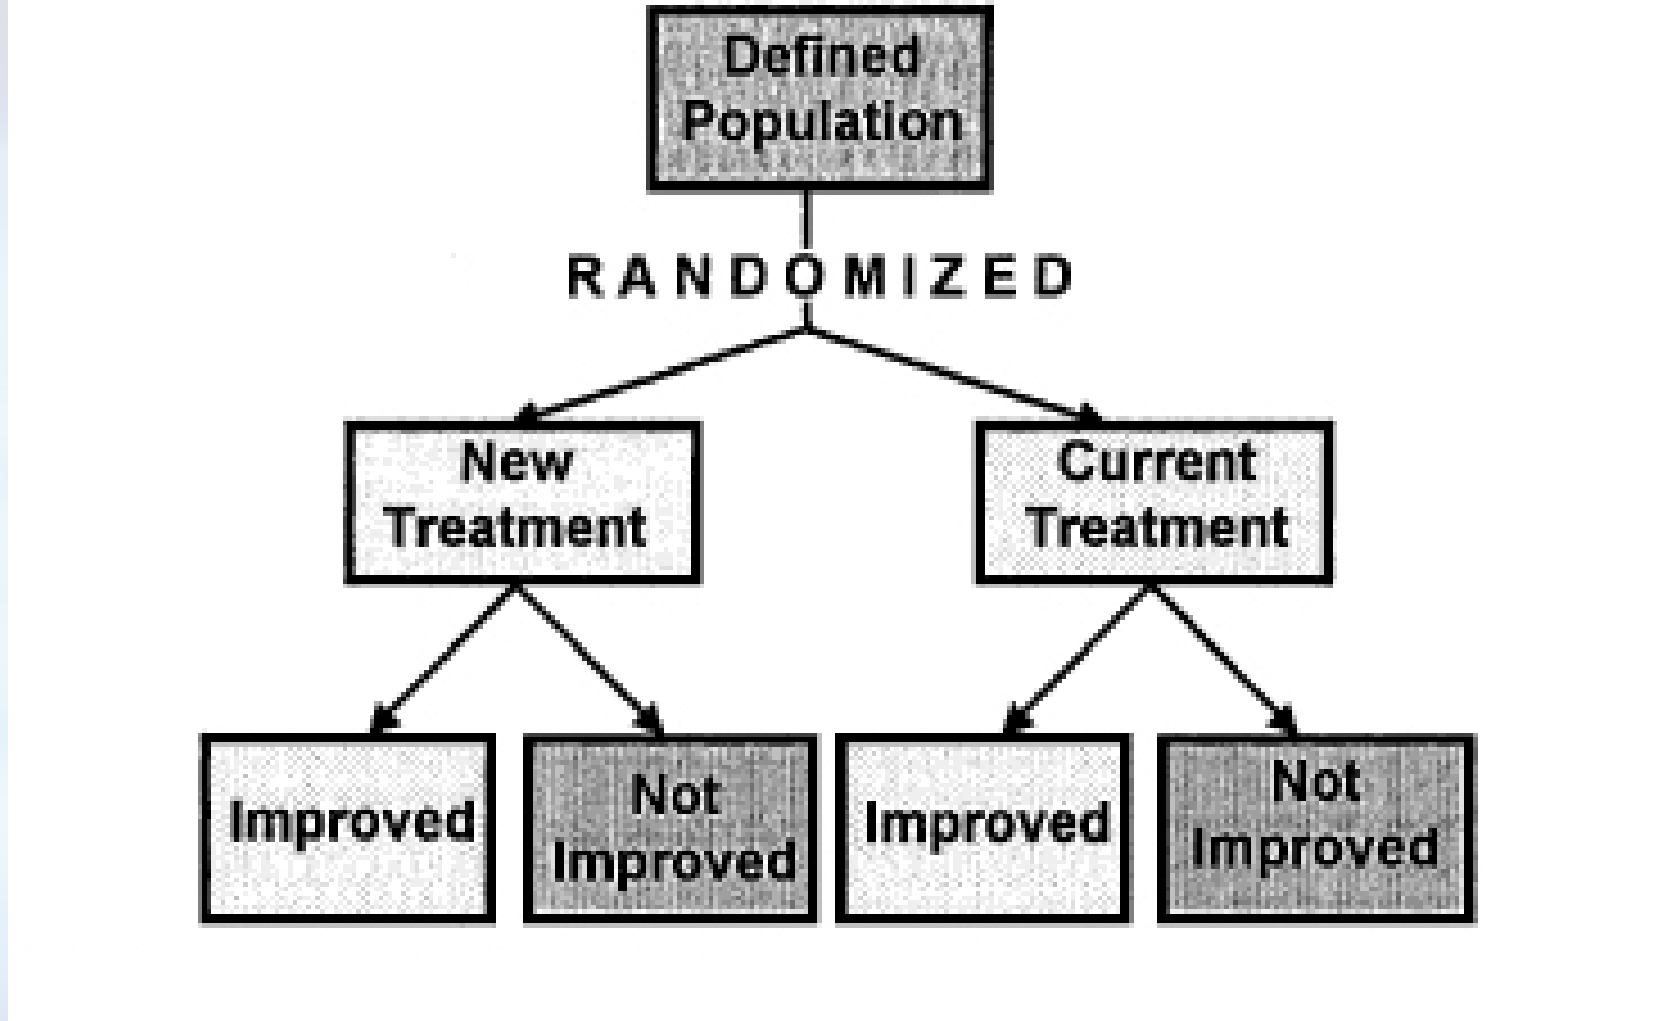 Defined
Population
RANDOMIZED
New
Treatment
Current
Treatment
Improved
Not
Improved
Improved
Not
Improved